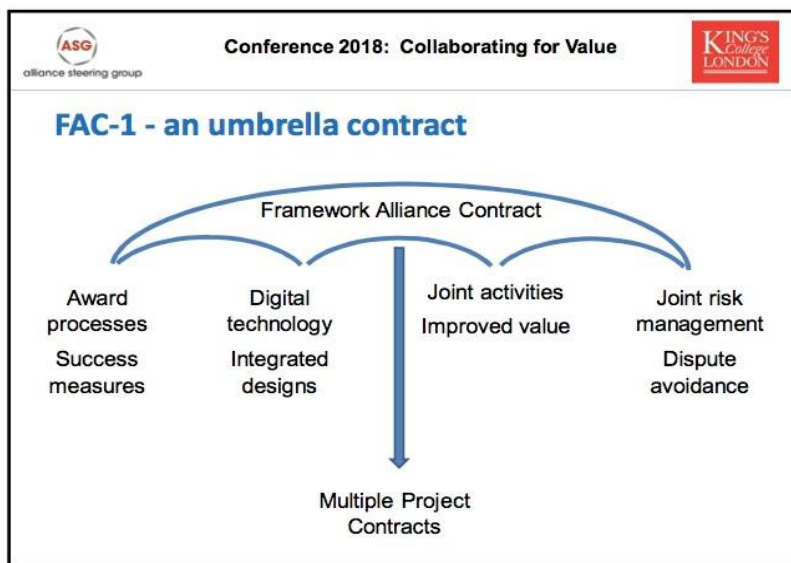 ASG
alliance steering group
Conference 2018: Collaborating for Value
KING'S
College
LONDON
FAC-1 - an umbrella contract
Framework Alliance Contract
Award
processes
Success
measures
Digital
technology
Integrated
designs
Joint activities
Improved value
Joint risk
management
Dispute
avoidance
Multiple Project
Contracts